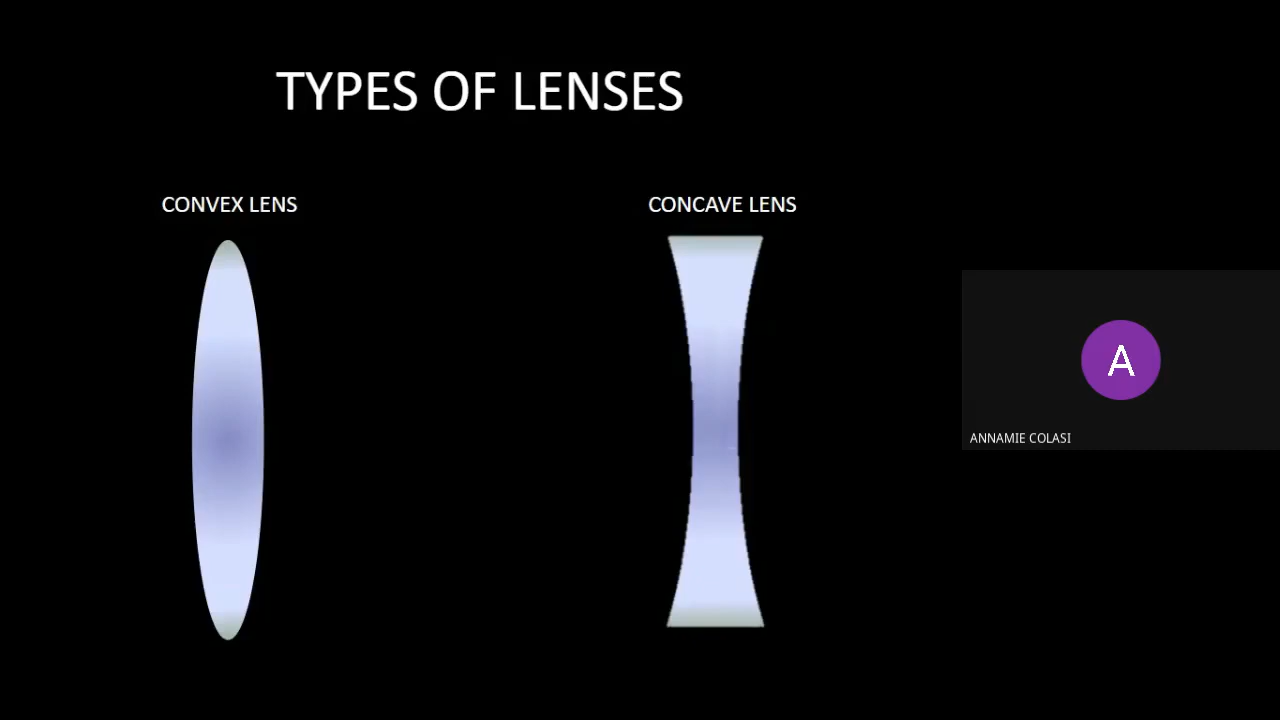 TYPES OF LENSES
CONVEX LENS
CONCAVE LENS
A
ANNAMIE COLASI